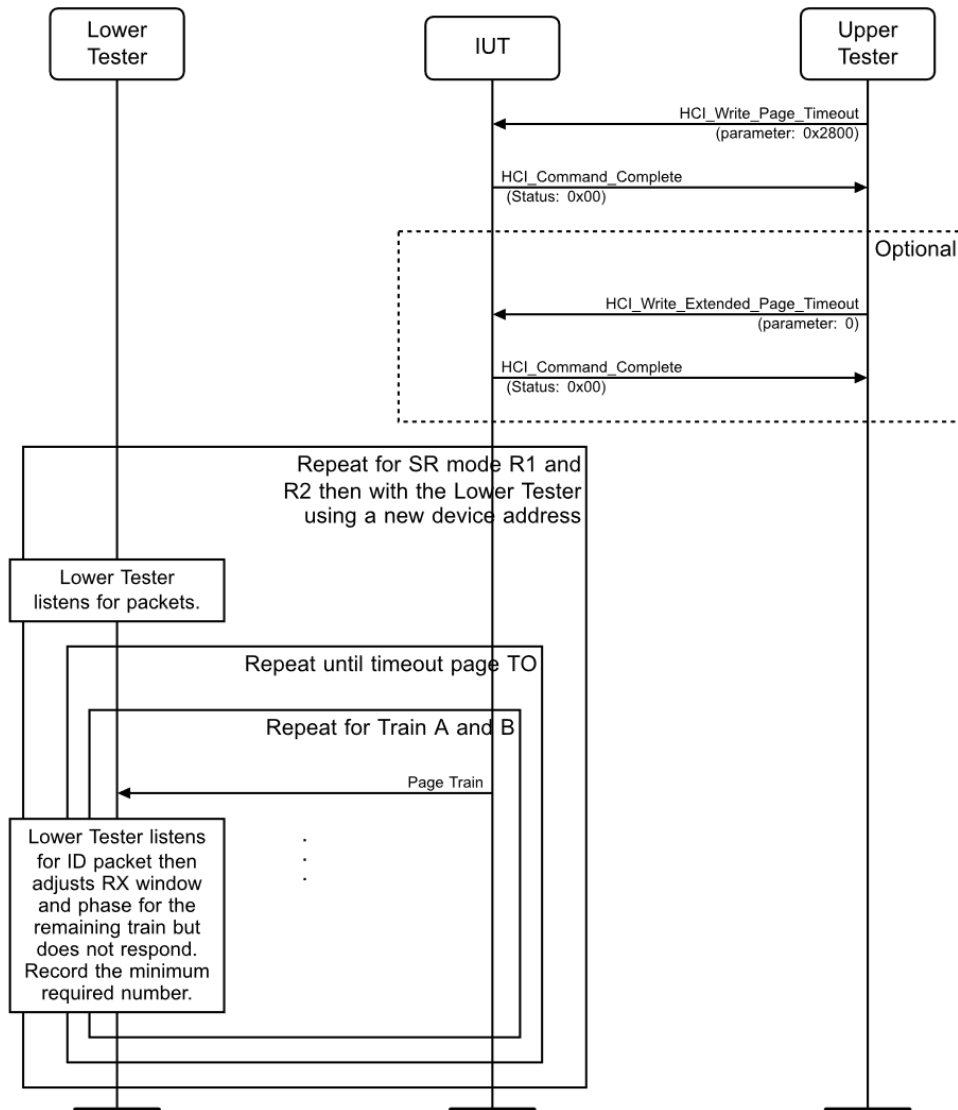 Lower
Tester
IUT
Upper
Tester
HCI_Write_Page_Timeout
(parameter: 0x2800)
HCI_Command_Complete
(Status: 0x00)
Optional
HCI_Write_Extended_Page_Timeout
(parameter: 0)
HCI_Command_Complete
(Status: 0x00)
Repeat for SR mode R1 and
R2 then with the Lower Tester
using a new device address
Lower Tester
listens for packets.
Repeat until timeout page TO
Repeat for Train A and B
Page Train
Lower Tester listens
for ID packet then
adjusts RX window
and phase for the
remaining train but
does not respond.
Record the minimum
required number.
.
.
.